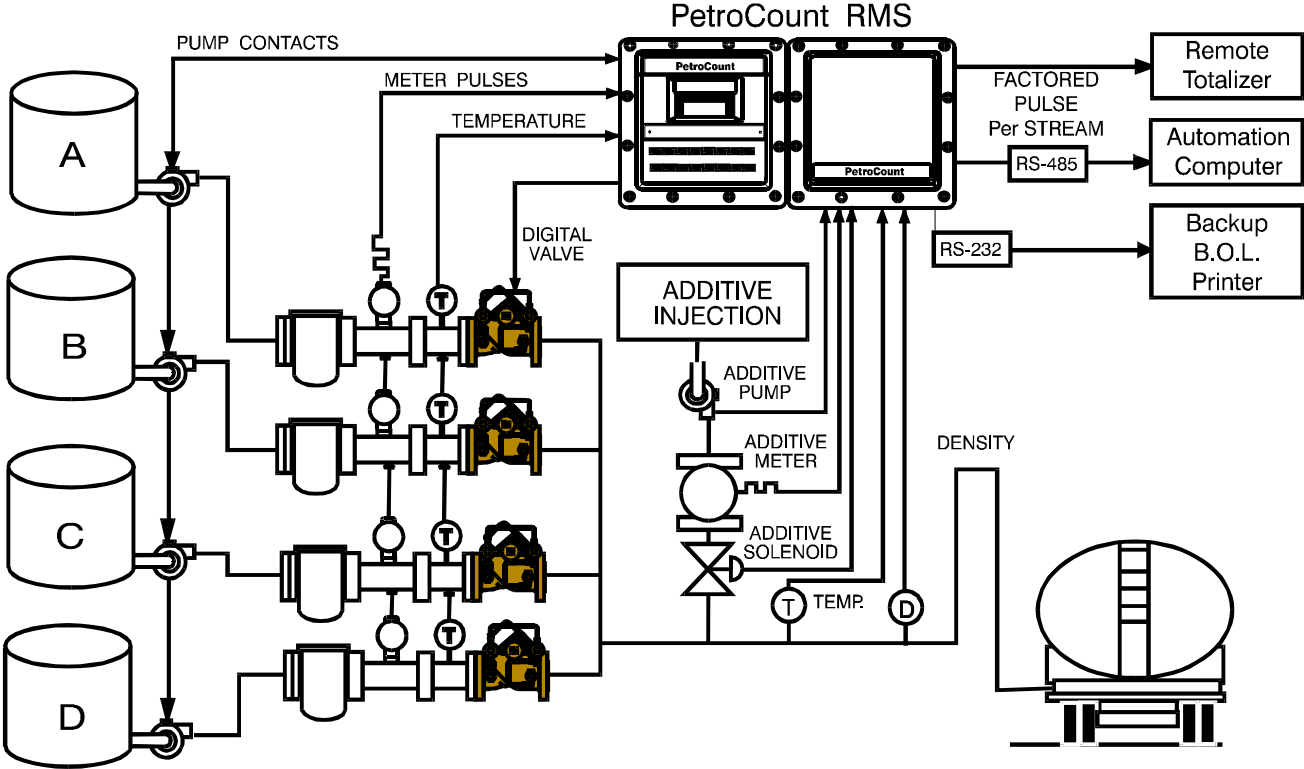 PetroCount RMS
PUMP CONTACTS
METER PULSES
TEMPERATURE
PetroCount
PetroCount
FACTORED
PULSE
Per STREAM
Remote
Totalizer
RS-485
Automation
Computer
RS-232
Backup
B.O.L.
Printer
A
B
C
D
DIGITAL
VALVE
T
T
T
T
ADDITIVE
INJECTION
ADDITIVE
PUMP
ADDITIVE
METER
ADDITIVE
SOLENOID
T
TEMP.
D
DENSITY